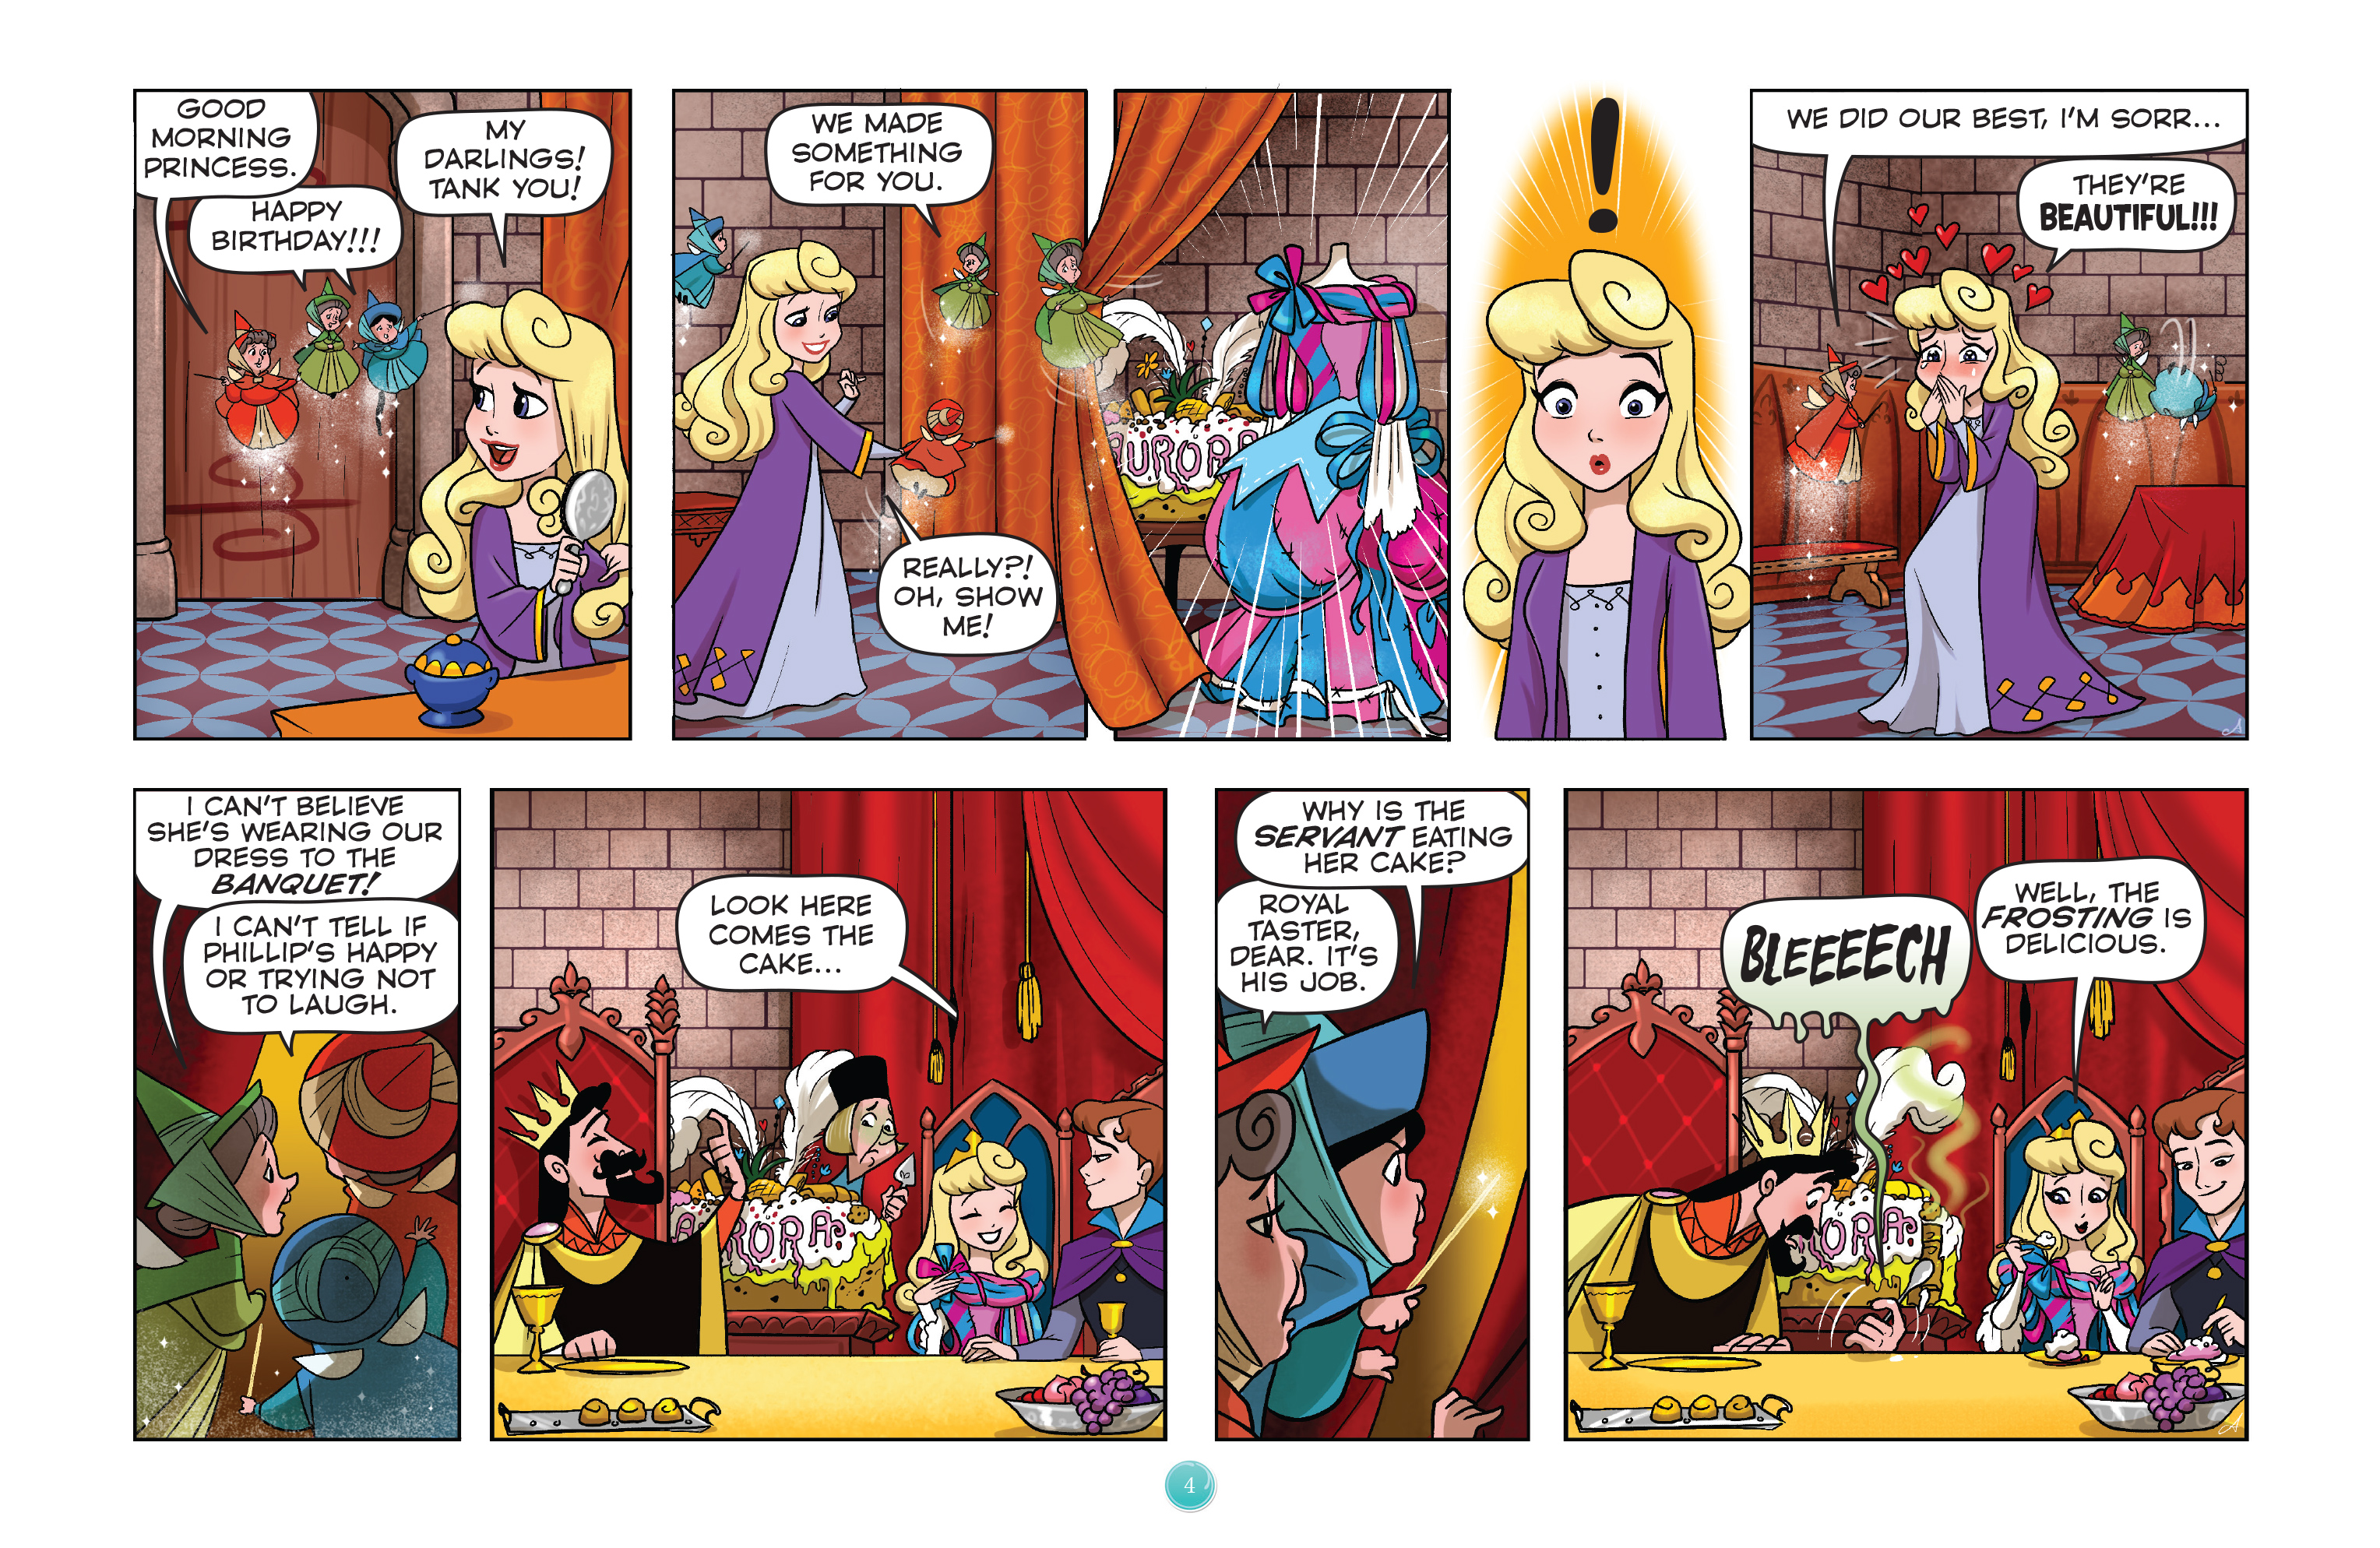 GOOD
MORNING
PRINCESS.
HAPPY
BIRTHDAY!!!
MY
DARLINGS!
TANK YOU!
WE MADE
SOMETHING
FOR YOU.
REALLY?!
OH, SHOW
ME!
AURORA
!
WE DID OUR BEST, I'M SORR...
THEY'RE
BEAUTIFUL!!!
I CAN'T BELIEVE
SHE'S WEARING OUR
DRESS TO THE
BANQUET!
I CAN'T TELL IF
PHILLIP'S HAPPY
OR TRYING NOT
TO LAUGH.
LOOK HERE
COMES THE
CAKE...
AURORA
WHY IS THE
SERVANT EATING
HER CAKE?
ROYAL
TASTER,
DEAR. IT'S
HIS JOB.
BLEEEECH
WELL, THE
FROSTING IS
DELICIOUS.
ORA
4